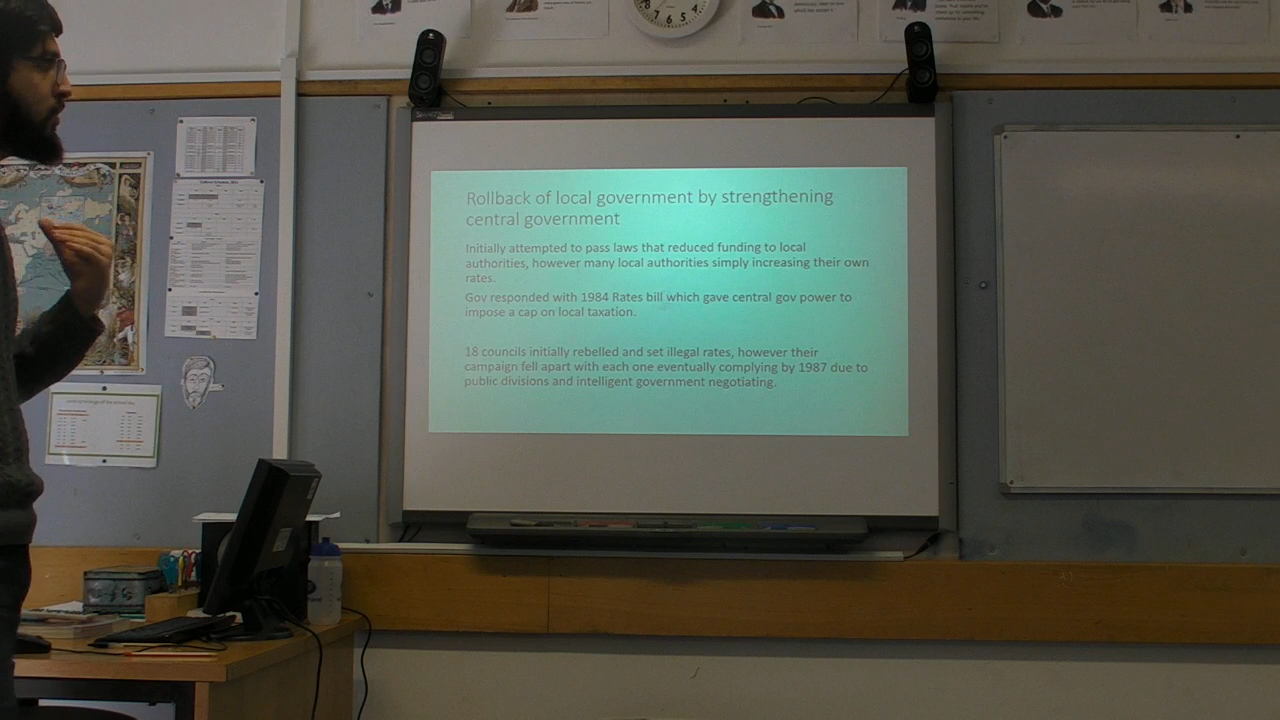 Rollback of local government by strengthening
central government
Initially attempted to pass laws that reduced funding to local
authorities, however many local authorities simply increasing their own
rates.
Gov responded with 1984 Rates bill which gave central gov power to
impose a cap on local taxation.
18 councils initially rebelled and set illegal rates, however their
campaign fell apart with each one eventually complying by 1987 due to
public divisions and intelligent government negotiating.